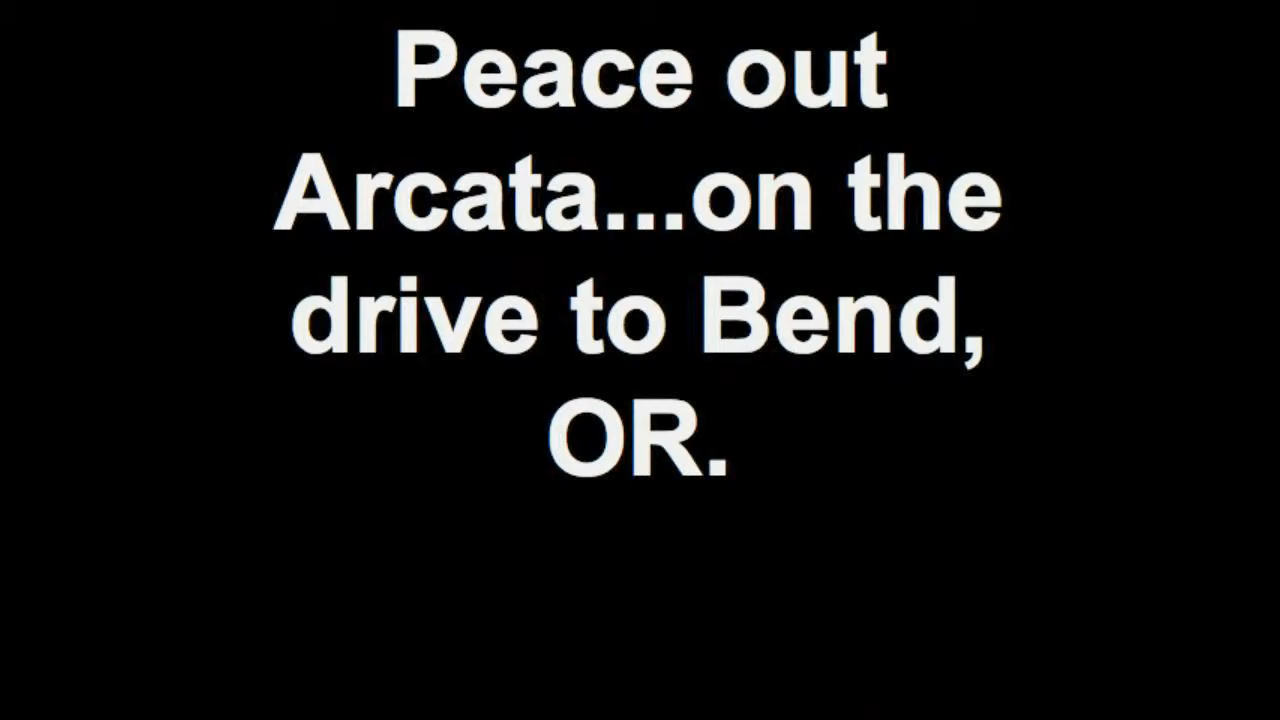 Peace out
Arcata...on the
drive to Bend,
OR.